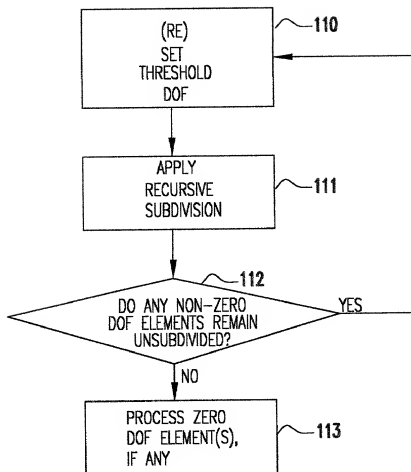 (RE)
SET
THRESHOLD
DOF
110
APPLY
RECURSIVE
SUBDIVISION
111
112
DO ANY NON-ZERO
DOF ELEMENTS REMAIN
UNSUBDIVIDED?
YES
NO
PROCESS ZERO
DOF ELEMENT(S),
IF ANY
113